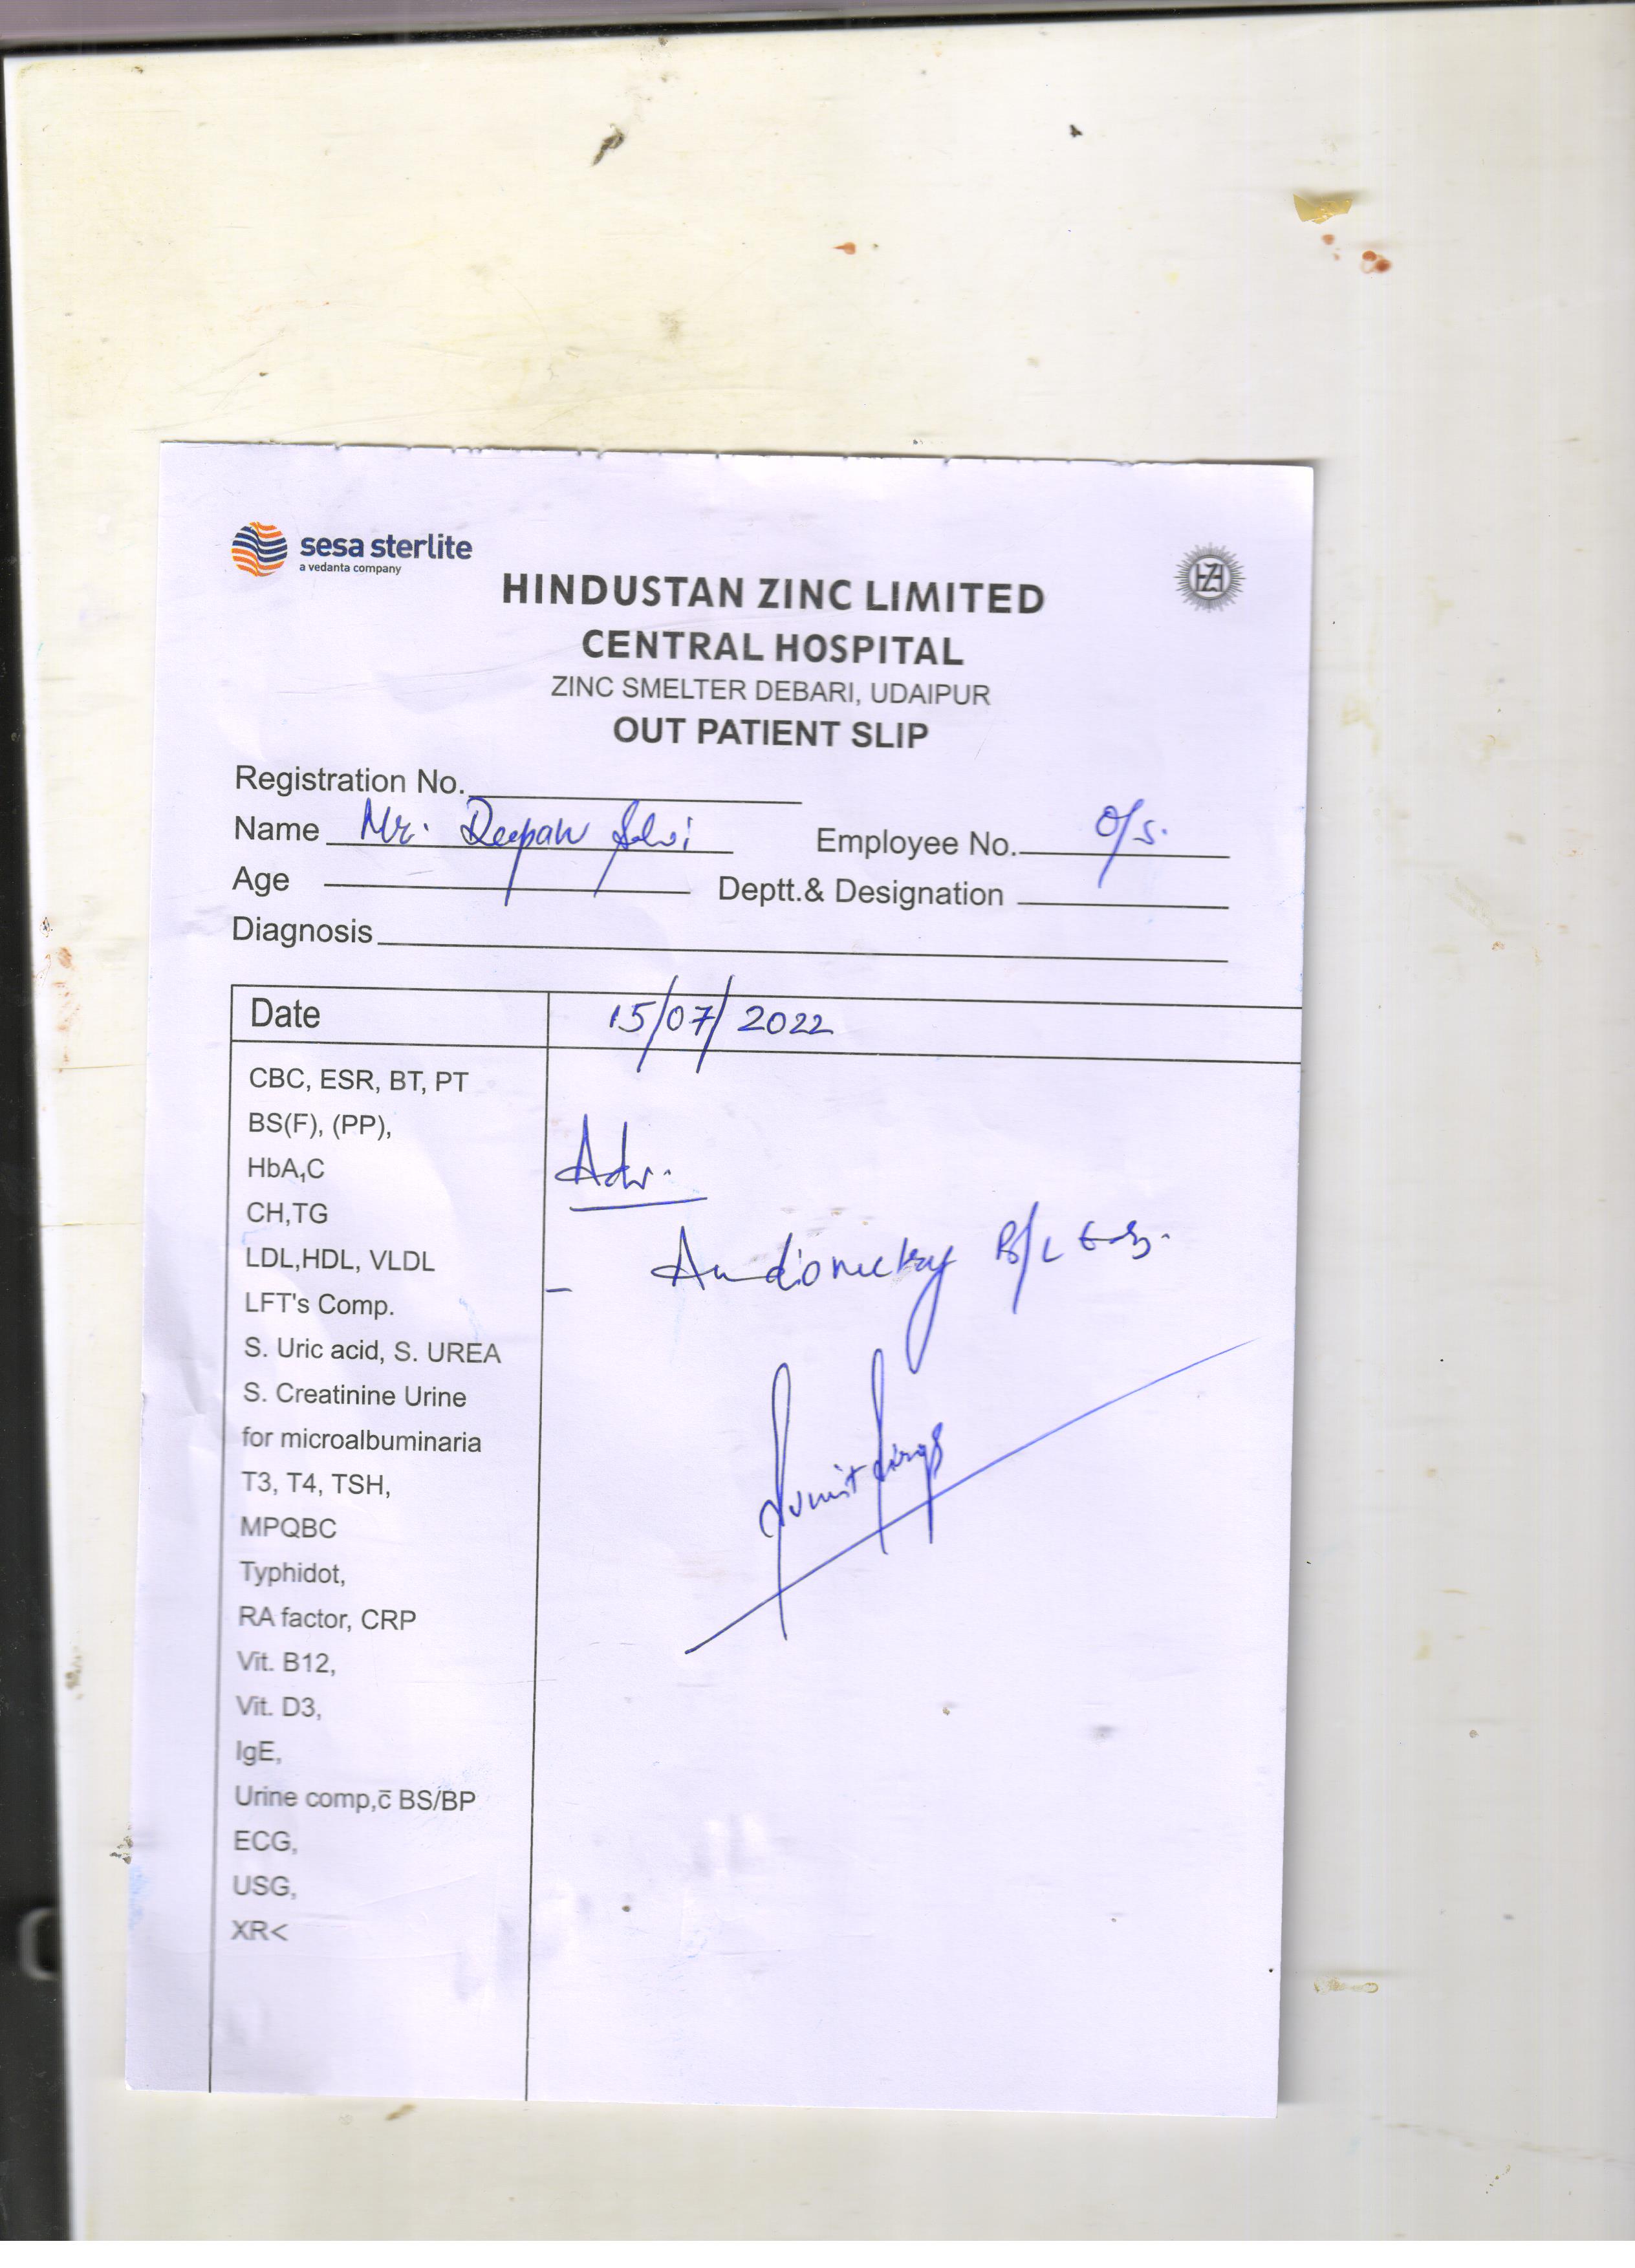 sesa sterlite
a vedanta company
HZL
HINDUSTAN ZINC LIMITED
CENTRAL HOSPITAL
ZINC SMELTER DEBARI, UDAIPUR
OUT PATIENT SLIP
Registration No.
Name Mr. Deepak
Employee No. O/S.
Age
Deptt.& Designation
Diagnosis
Date 15/07/2022
CBC, ESR, BT, PT
BS(F), (PP),
Adv.
HbA,C
CH,TG
- Audiometry B/L
LDL,HDL, VLDL
LFT's Comp.
S. Uric acid, S. UREA
S. Creatinine Urine
for microalbuminaria
T3, T4, TSH,
Sumit
MPQBC
Typhidot,
RA factor, CRP
Vit. B12,
Vit. D3,
IgE,
Urine comp,c̄ BS/BP
ECG,
USG,
XR<